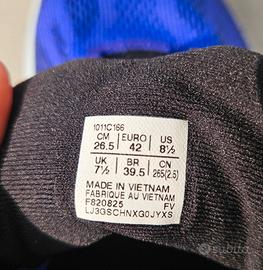 1011C166
CM EURO US
26.5 42 8½
UK BR CN
7½ 39.5 265(2.5)
MADE IN VIETNAM
FABRIQUE AU VIETNAM
F820825 FV
LJ3GSCHNXG0JYXS
subito